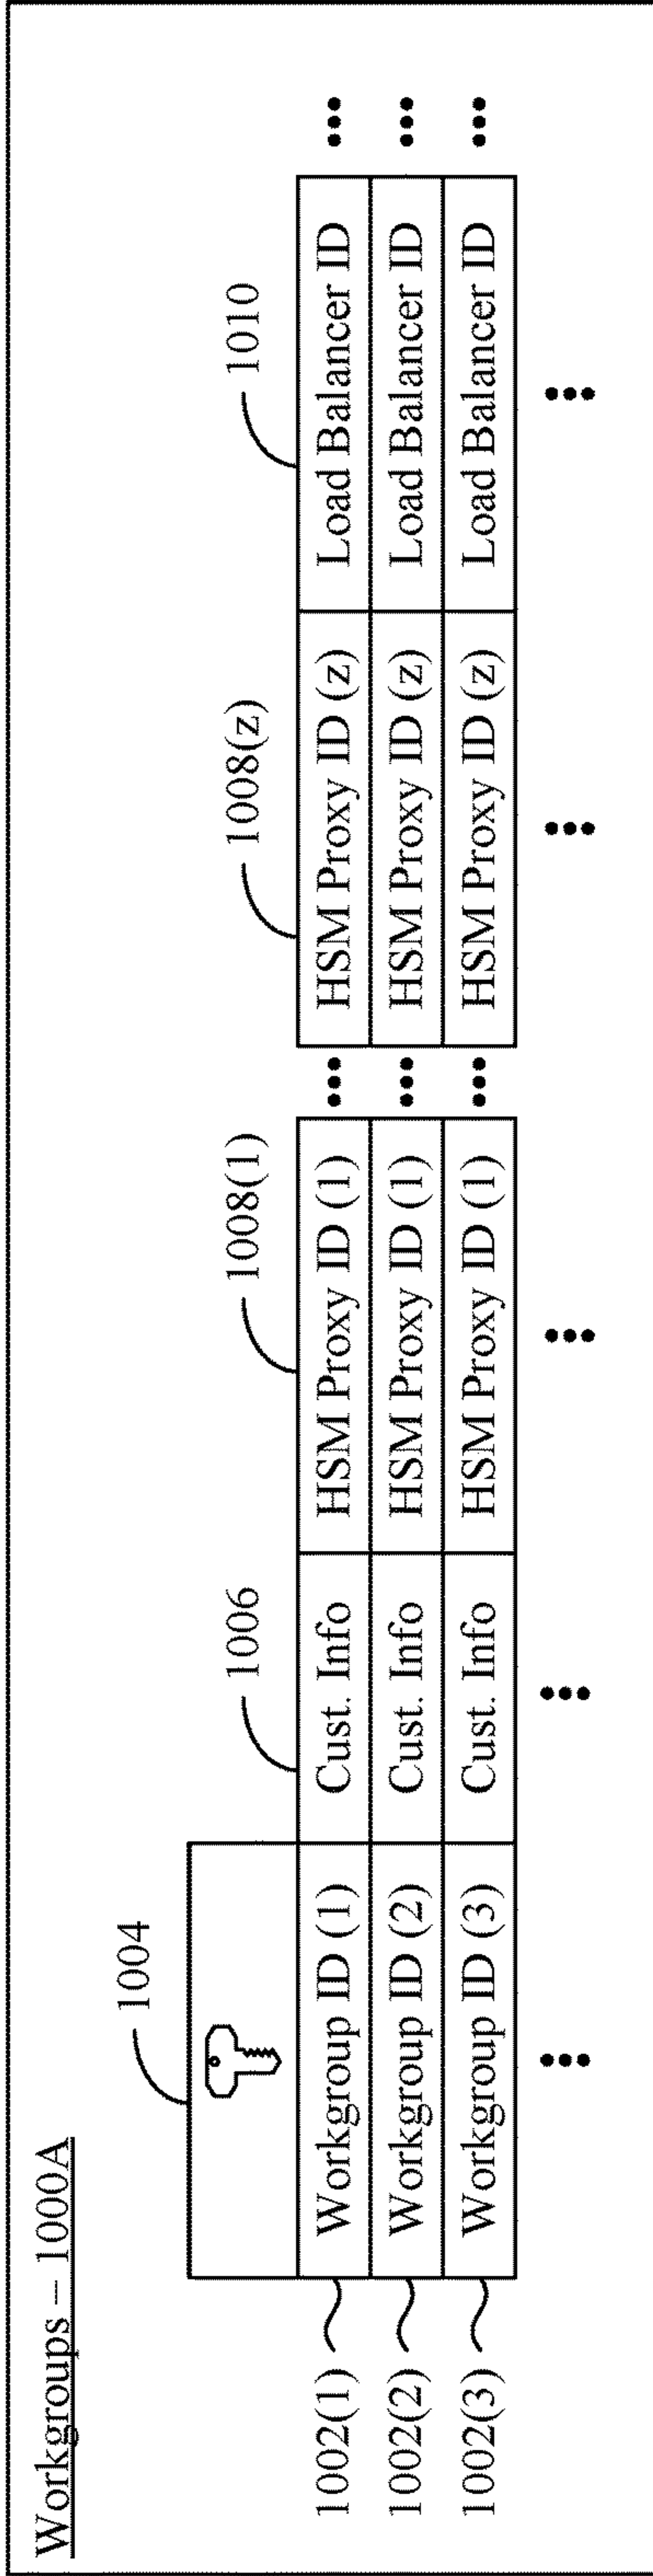 Workgroups – 1000A
1004
1006
1008(1)
1008(z)
1010
1002(1) Workgroup ID (1) Cust. Info HSM Proxy ID (1) ••• HSM Proxy ID (z) Load Balancer ID •••
1002(2) Workgroup ID (2) Cust. Info HSM Proxy ID (1) ••• HSM Proxy ID (z) Load Balancer ID •••
1002(3) Workgroup ID (3) Cust. Info HSM Proxy ID (1) ••• HSM Proxy ID (z) Load Balancer ID •••